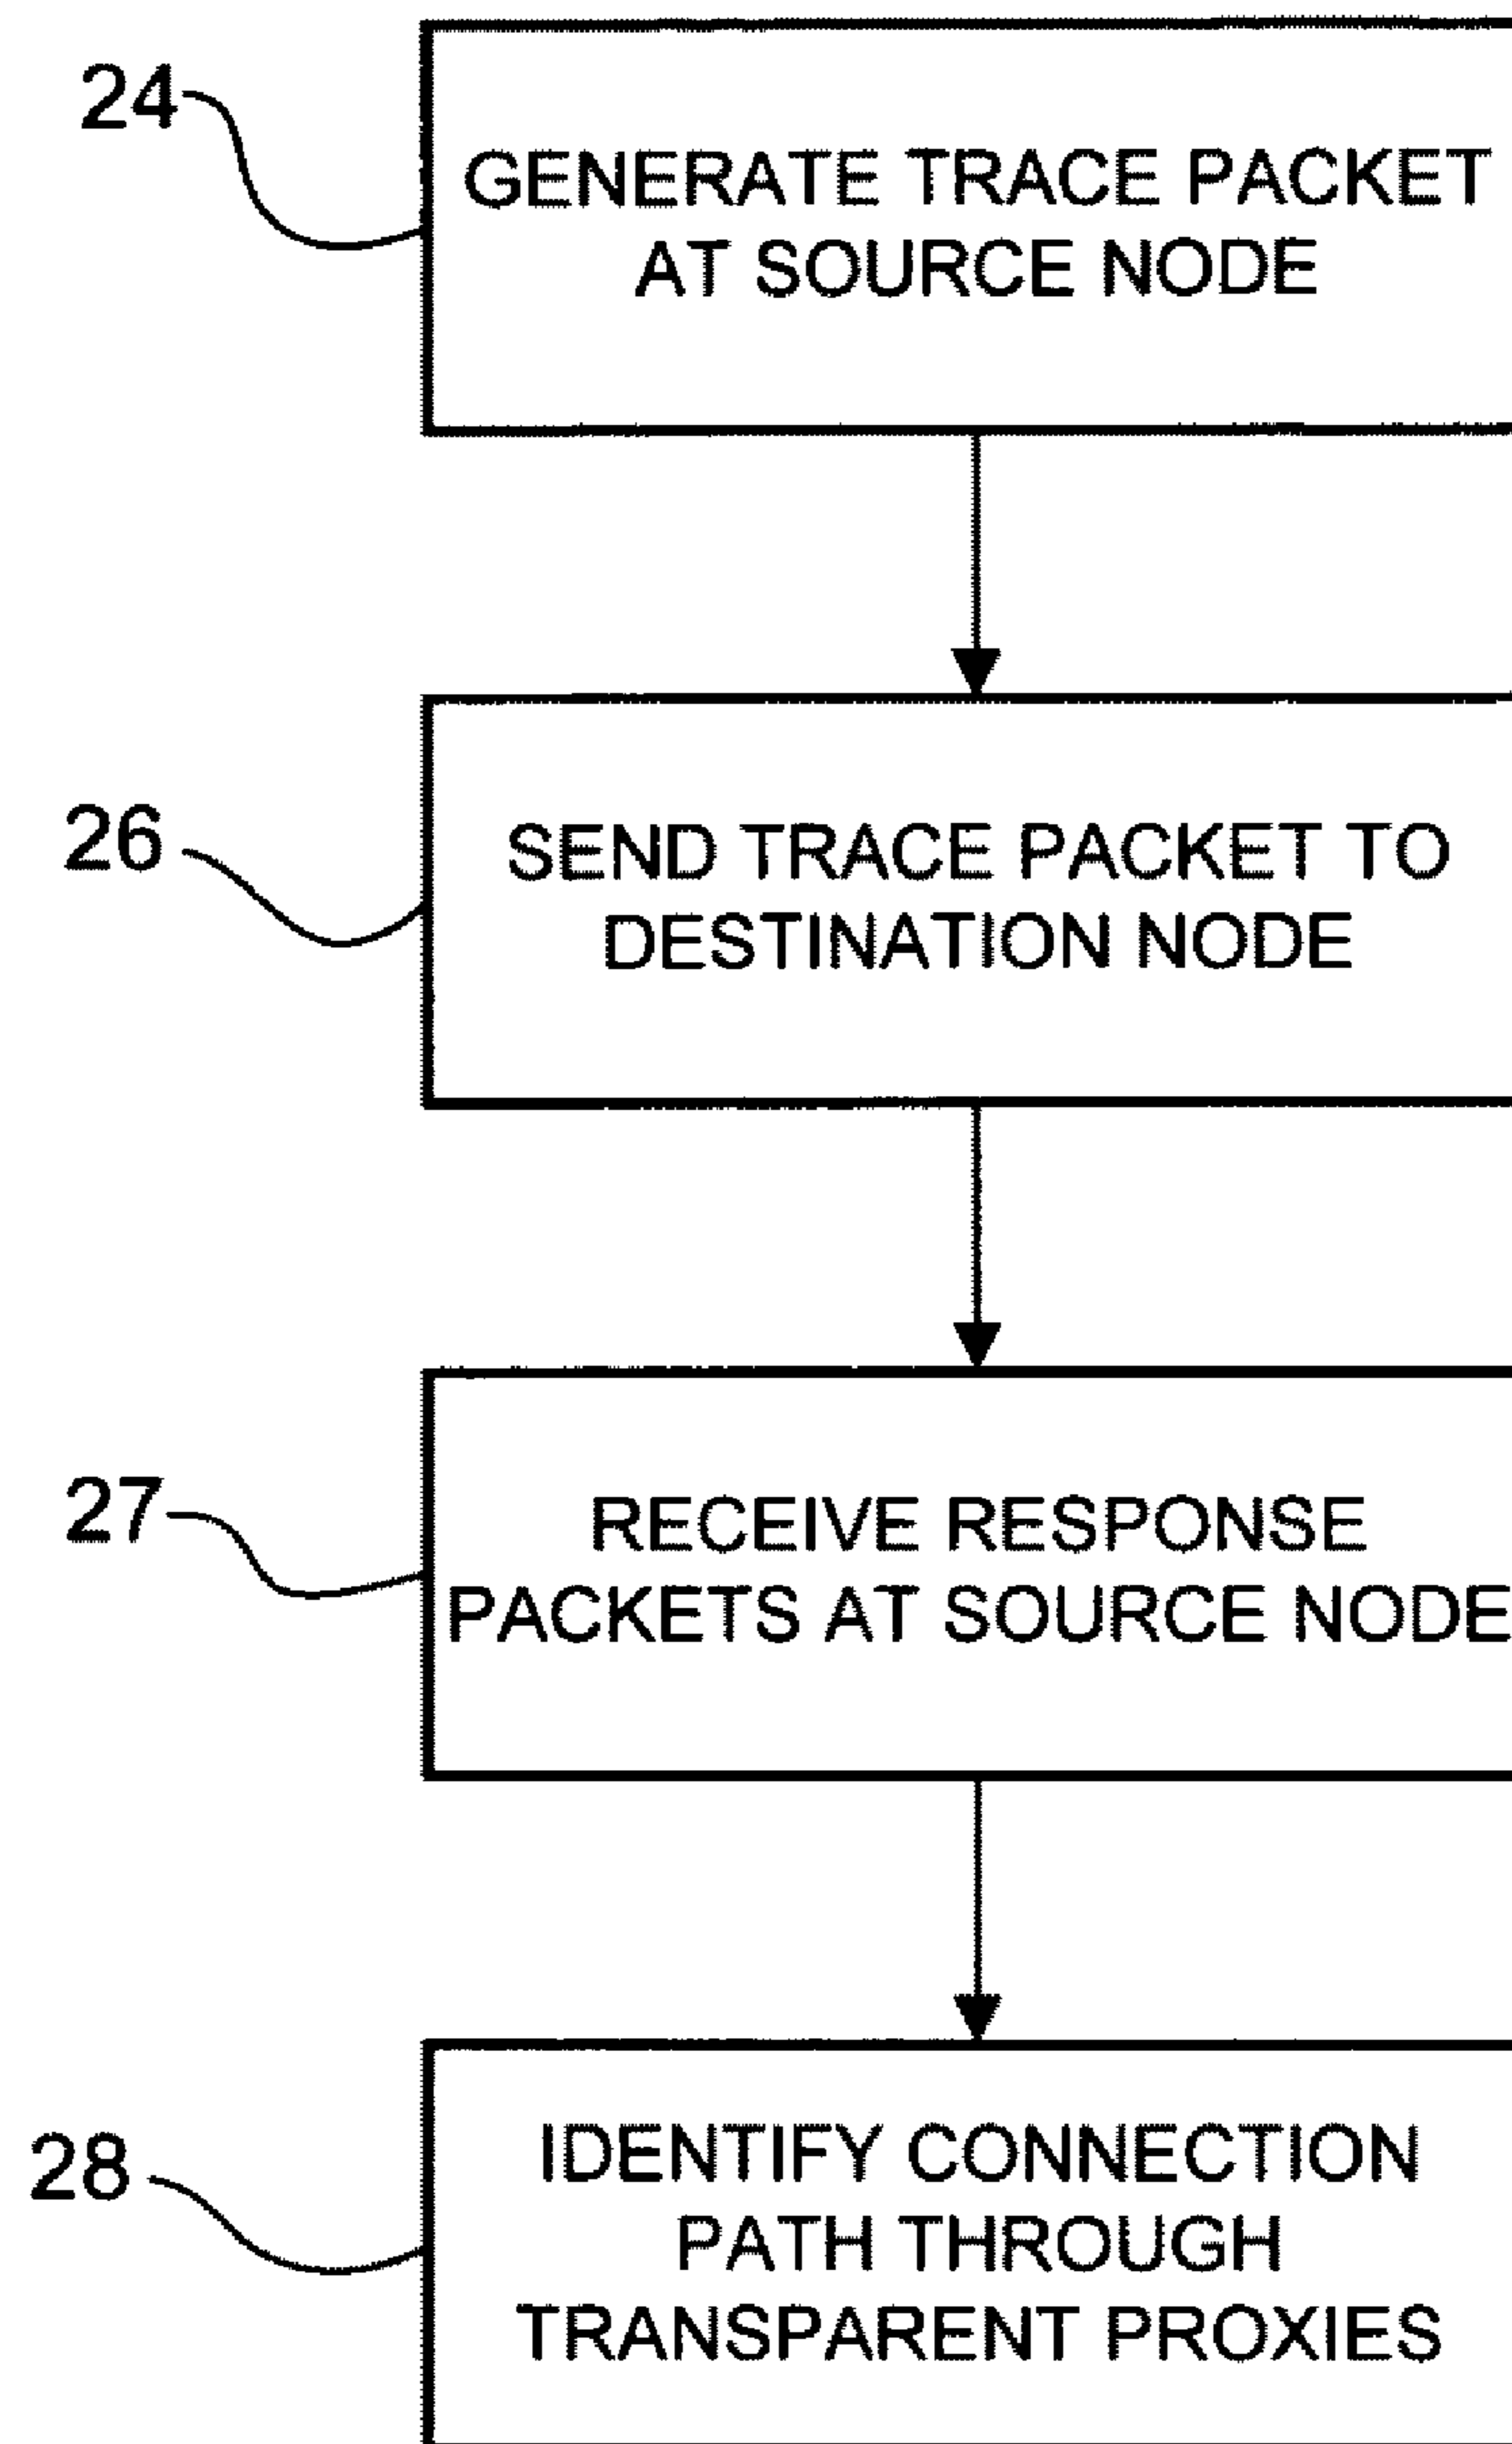 24
GENERATE TRACE PACKET
AT SOURCE NODE
26
SEND TRACE PACKET TO
DESTINATION NODE
27
RECEIVE RESPONSE
PACKETS AT SOURCE NODE
28
IDENTIFY CONNECTION
PATH THROUGH
TRANSPARENT PROXIES